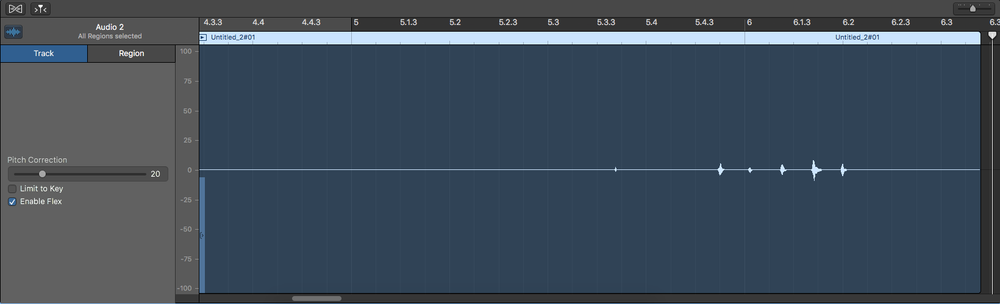 4.3.3 4.4 4.4.3 5 5.1.3 5.2 5.2.3 5.3 5.3.3 5.4 5.4.3 6 6.1.3 6.2 6.2.3 6.3 6.3
Audio 2
All Regions selected
Untitled_2#01 Untitled_2#01
Track Region
100
75
50
25
0
-25
-50
-75
-100
Pitch Correction
20
Limit to Key
Enable Flex